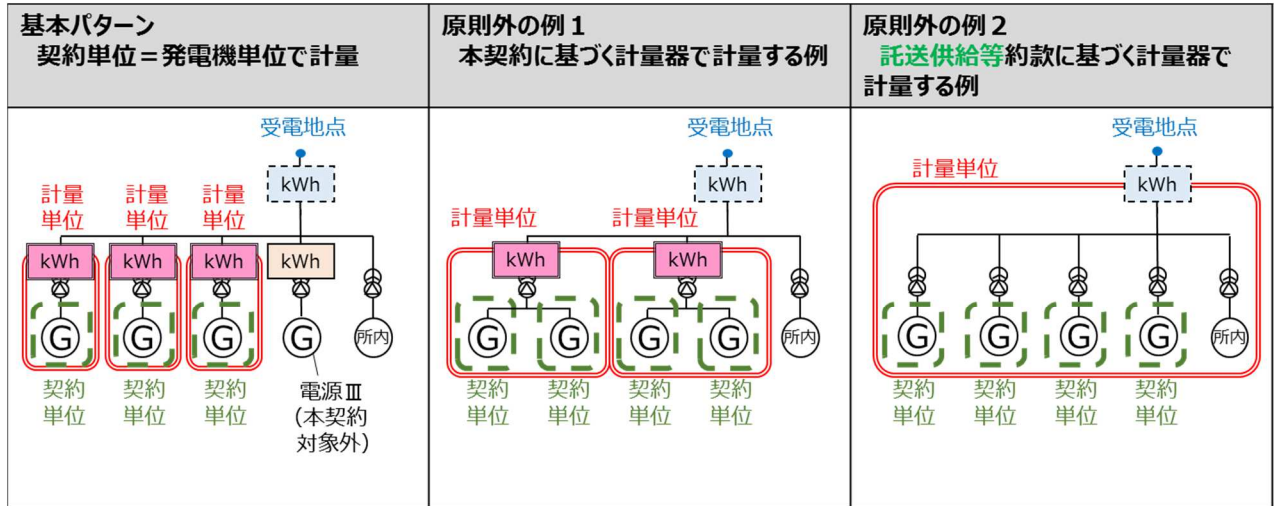 基本パターン
契約単位＝発電機単位で計量
受電地点
kWh
計量
単位
計量
単位
計量
単位
kWh
kWh
kWh
kWh
G
G
G
G
所内
契約
単位
契約
単位
契約
単位
電源Ⅲ
（本契約
対象外）
原則外の例１
本契約に基づく計量器で計量する例
受電地点
kWh
計量単位
計量単位
kWh
kWh
G
G
G
G
所内
契約
単位
契約
単位
契約
単位
契約
単位
原則外の例２
託送供給等約款に基づく計量器で
計量する例
受電地点
計量単位
kWh
G
G
G
G
所内
契約
単位
契約
単位
契約
単位
契約
単位